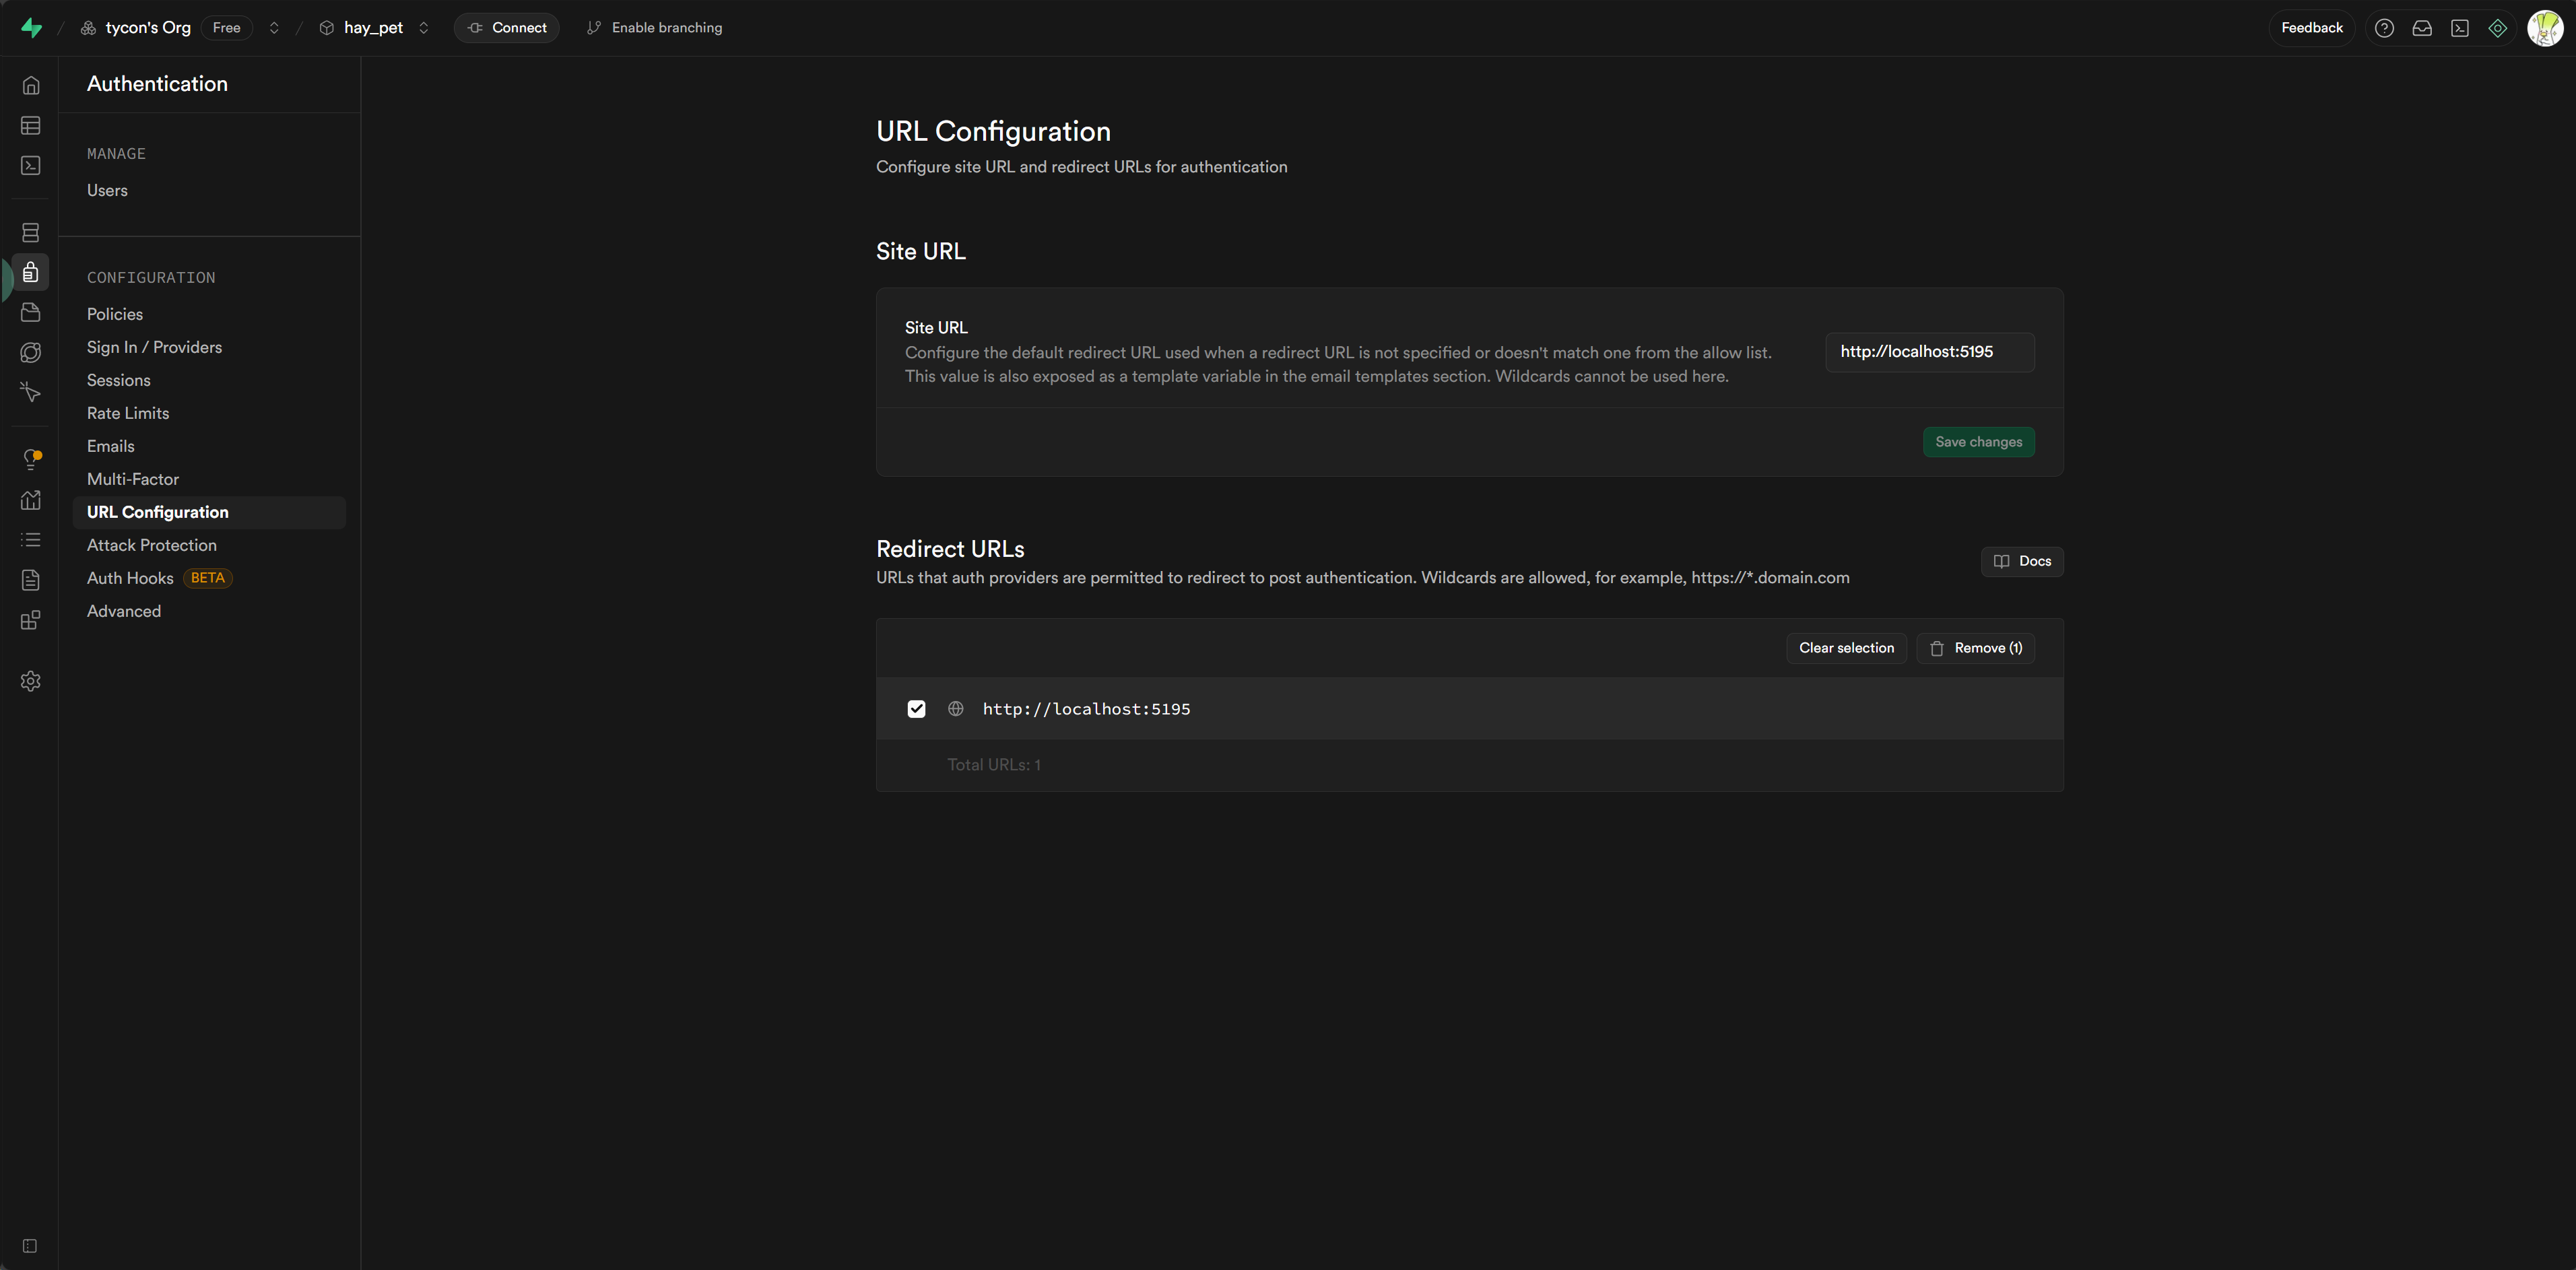 tycon's Org
Free
hay_pet
Connect
Enable branching
Feedback
Authentication
MANAGE
Users
CONFIGURATION
Policies
Sign In / Providers
Sessions
Rate Limits
Emails
Multi-Factor
URL Configuration
Attack Protection
Auth Hooks BETA
Advanced
URL Configuration
Configure site URL and redirect URLs for authentication
Site URL
Site URL
Configure the default redirect URL used when a redirect URL is not specified or doesn't match one from the allow list.
This value is also exposed as a template variable in the email templates section. Wildcards cannot be used here.
http://localhost:5195
Save changes
Redirect URLs
URLs that auth providers are permitted to redirect to post authentication. Wildcards are allowed, for example, https://*.domain.com
Docs
Clear selection
Remove (1)
http://localhost:5195
Total URLs: 1